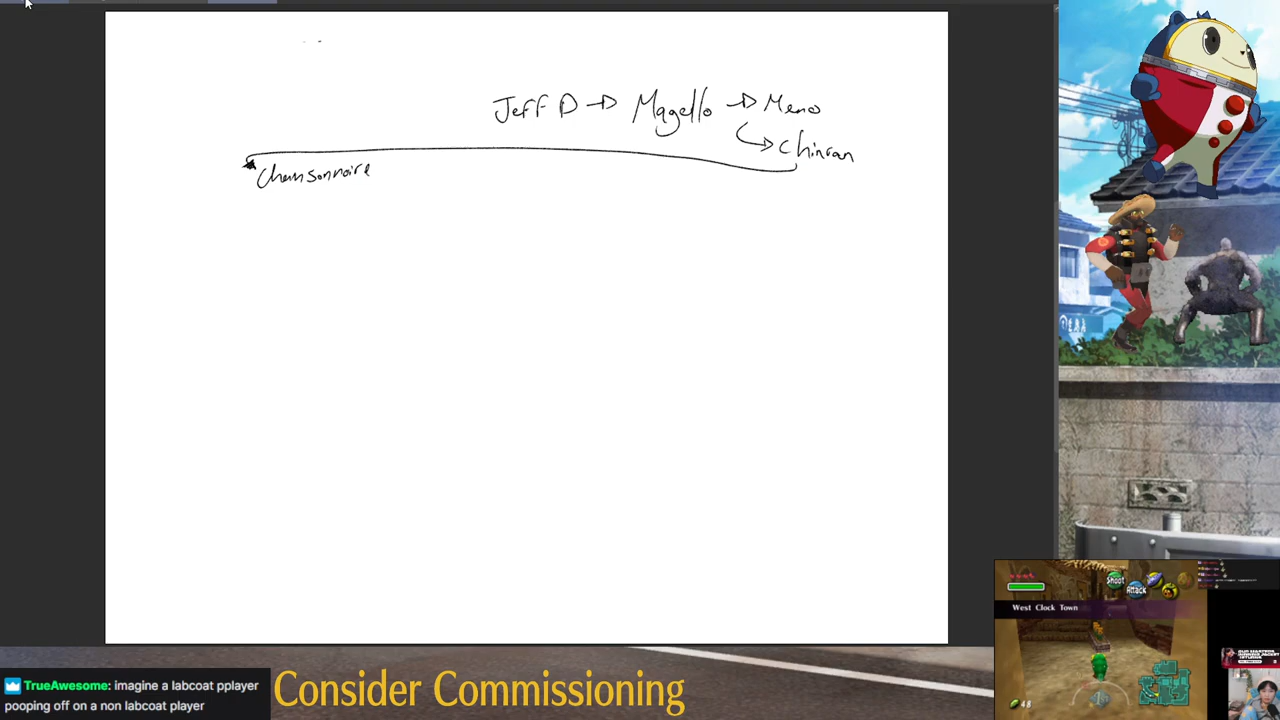 Jeff D → Magello → Meno
Chinran
Chansonnaire
Shoot
Attack
West Clock Town
48
TrueAwesome: imagine a labcoat pplayer
pooping off on a non labcoat player
Consider Commissioning